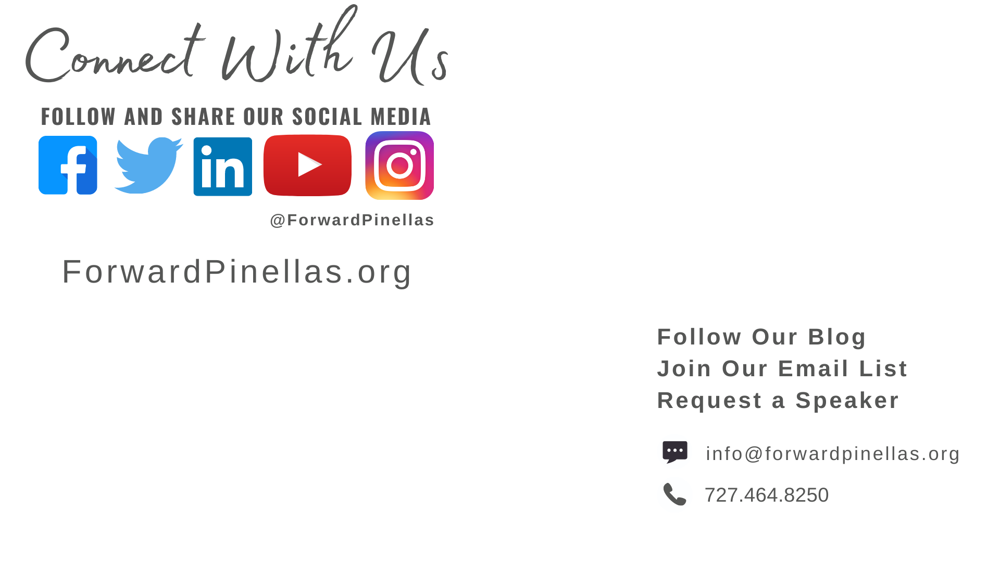 Connect With Us
FOLLOW AND SHARE OUR SOCIAL MEDIA
@ForwardPinellas
ForwardPinellas.org
Follow Our Blog
Join Our Email List
Request a Speaker
info@forwardpinellas.org
727.464.8250